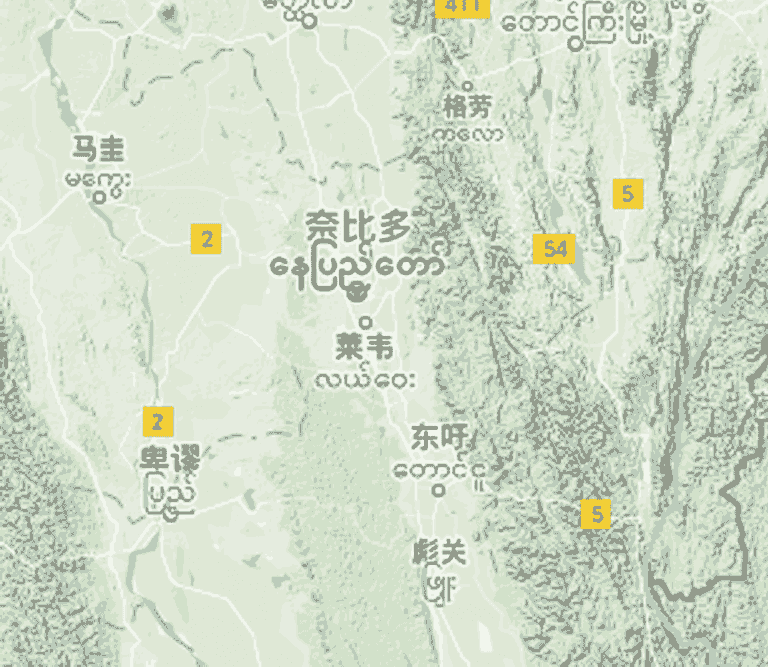 411
တောင်ကြီးမြို့
格劳
ကလော
马圭
မကွေး
5
2
54
奈比多
နေပြည်တော်
莱韦
လယ်ဝေး
2
东吁
တောင်ငူ
卑谬
ပြည်
5
彪关
ဖြူး